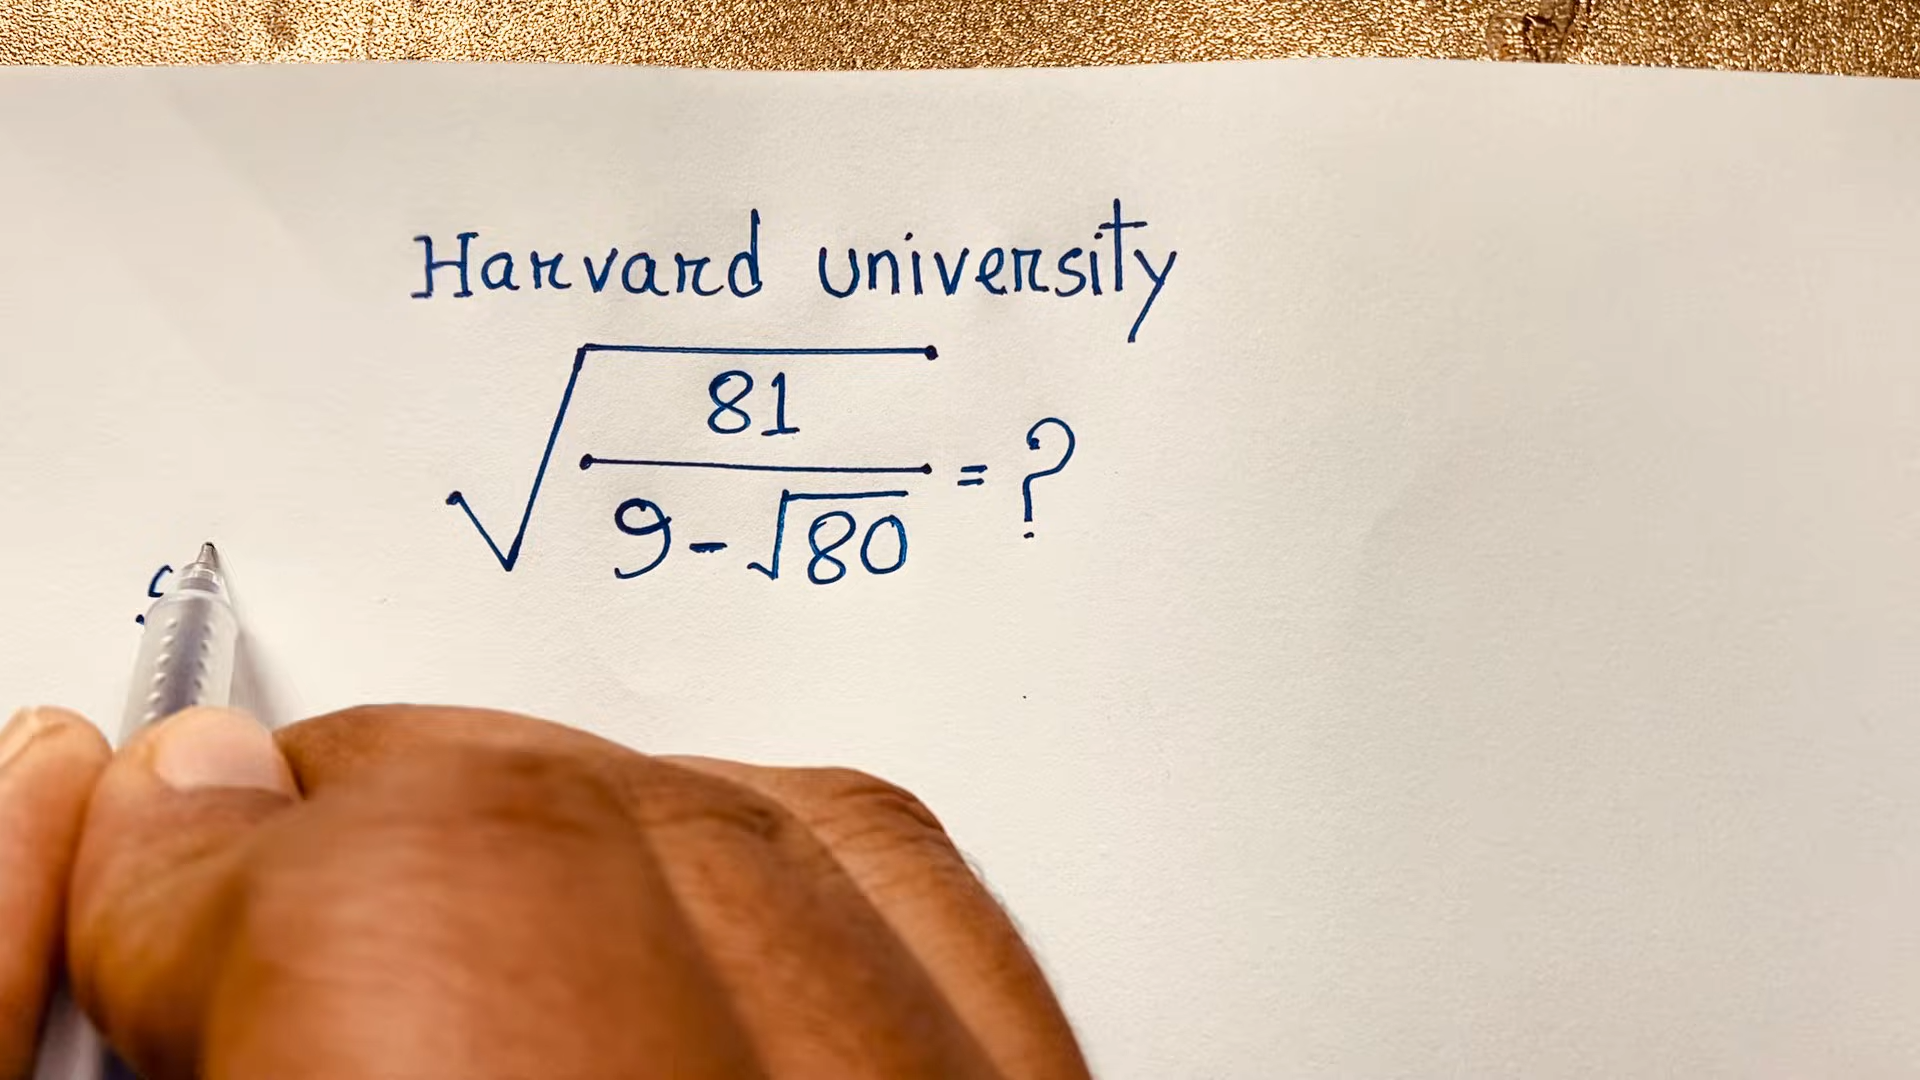 Harvard university
√(81 / (9 - √80)) = ?